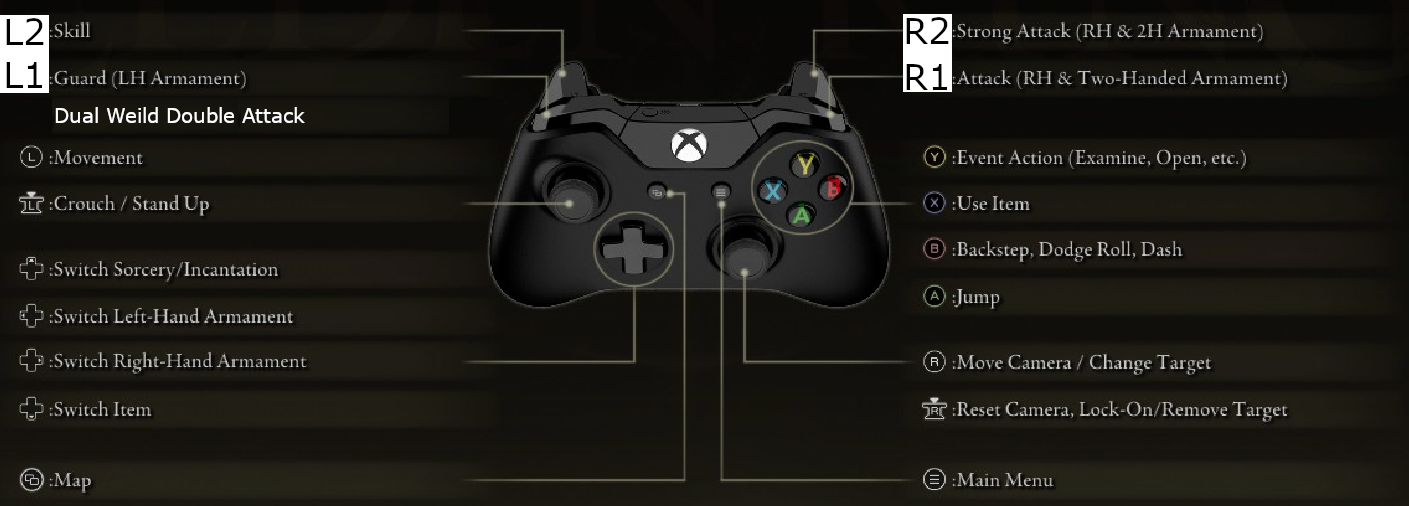 L2 :Skill
L1 :Guard (LH Armament)
Dual Weild Double Attack
L :Movement
L :Crouch / Stand Up
:Switch Sorcery/Incantation
:Switch Left-Hand Armament
:Switch Right-Hand Armament
:Switch Item
:Map
Y
X B
A
R2 :Strong Attack (RH & 2H Armament)
R1 :Attack (RH & Two-Handed Armament)
Y :Event Action (Examine, Open, etc.)
X :Use Item
B :Backstep, Dodge Roll, Dash
A :Jump
R :Move Camera / Change Target
R :Reset Camera, Lock-On/Remove Target
:Main Menu